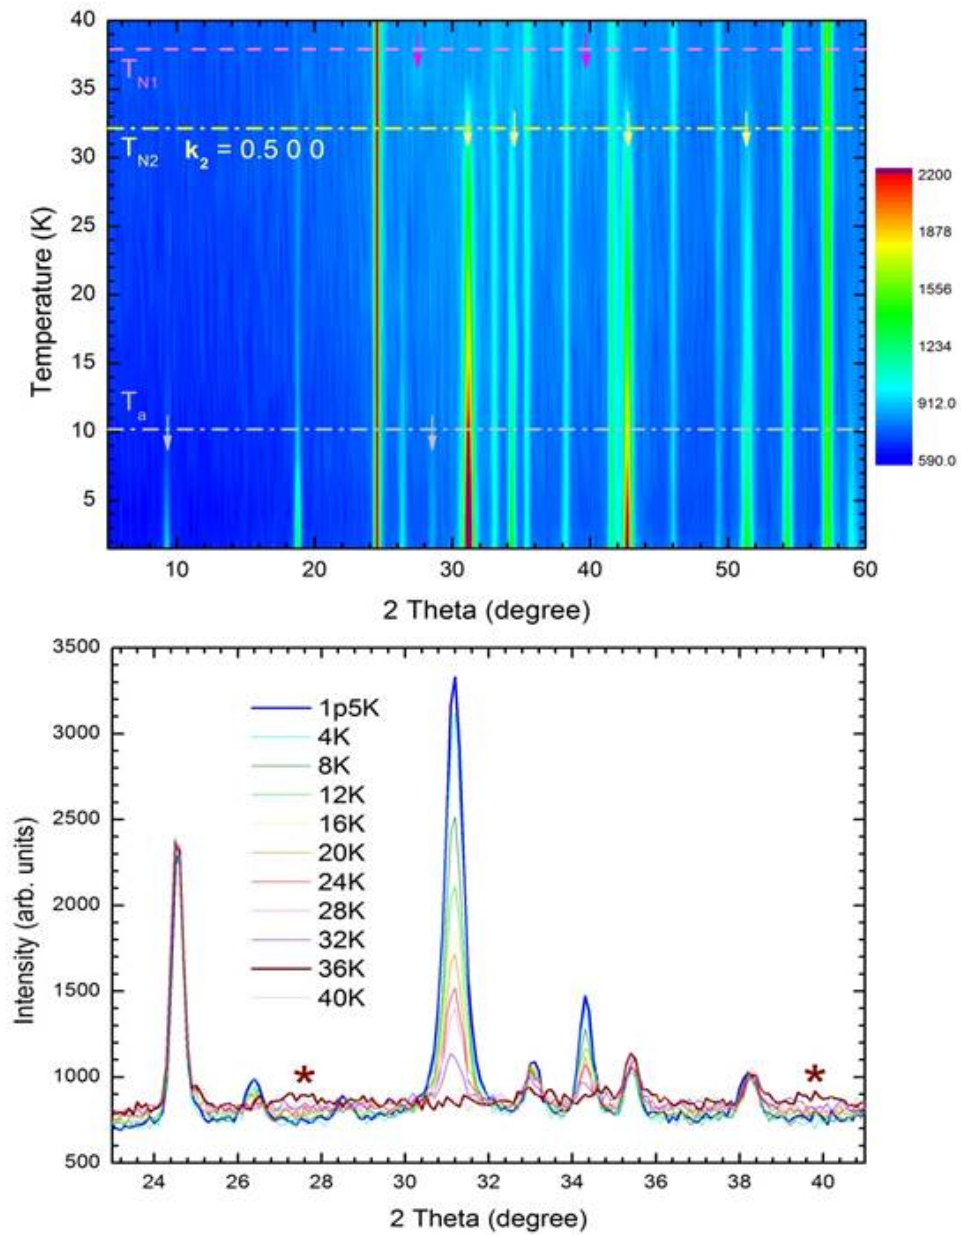 40
35
30
25
20
15
10
5
T_N1
T_N2 k₂ = 0.5 0 0
T_a
Temperature (K)
10 20 30 40 50 60
2 Theta (degree)
2200
1878
1556
1234
912.0
590.0
3500
3000
2500
2000
1500
1000
500
Intensity (arb. units)
1p5K
4K
8K
12K
16K
20K
24K
28K
32K
36K
40K
* *
24 26 28 30 32 34 36 38 40
2 Theta (degree)